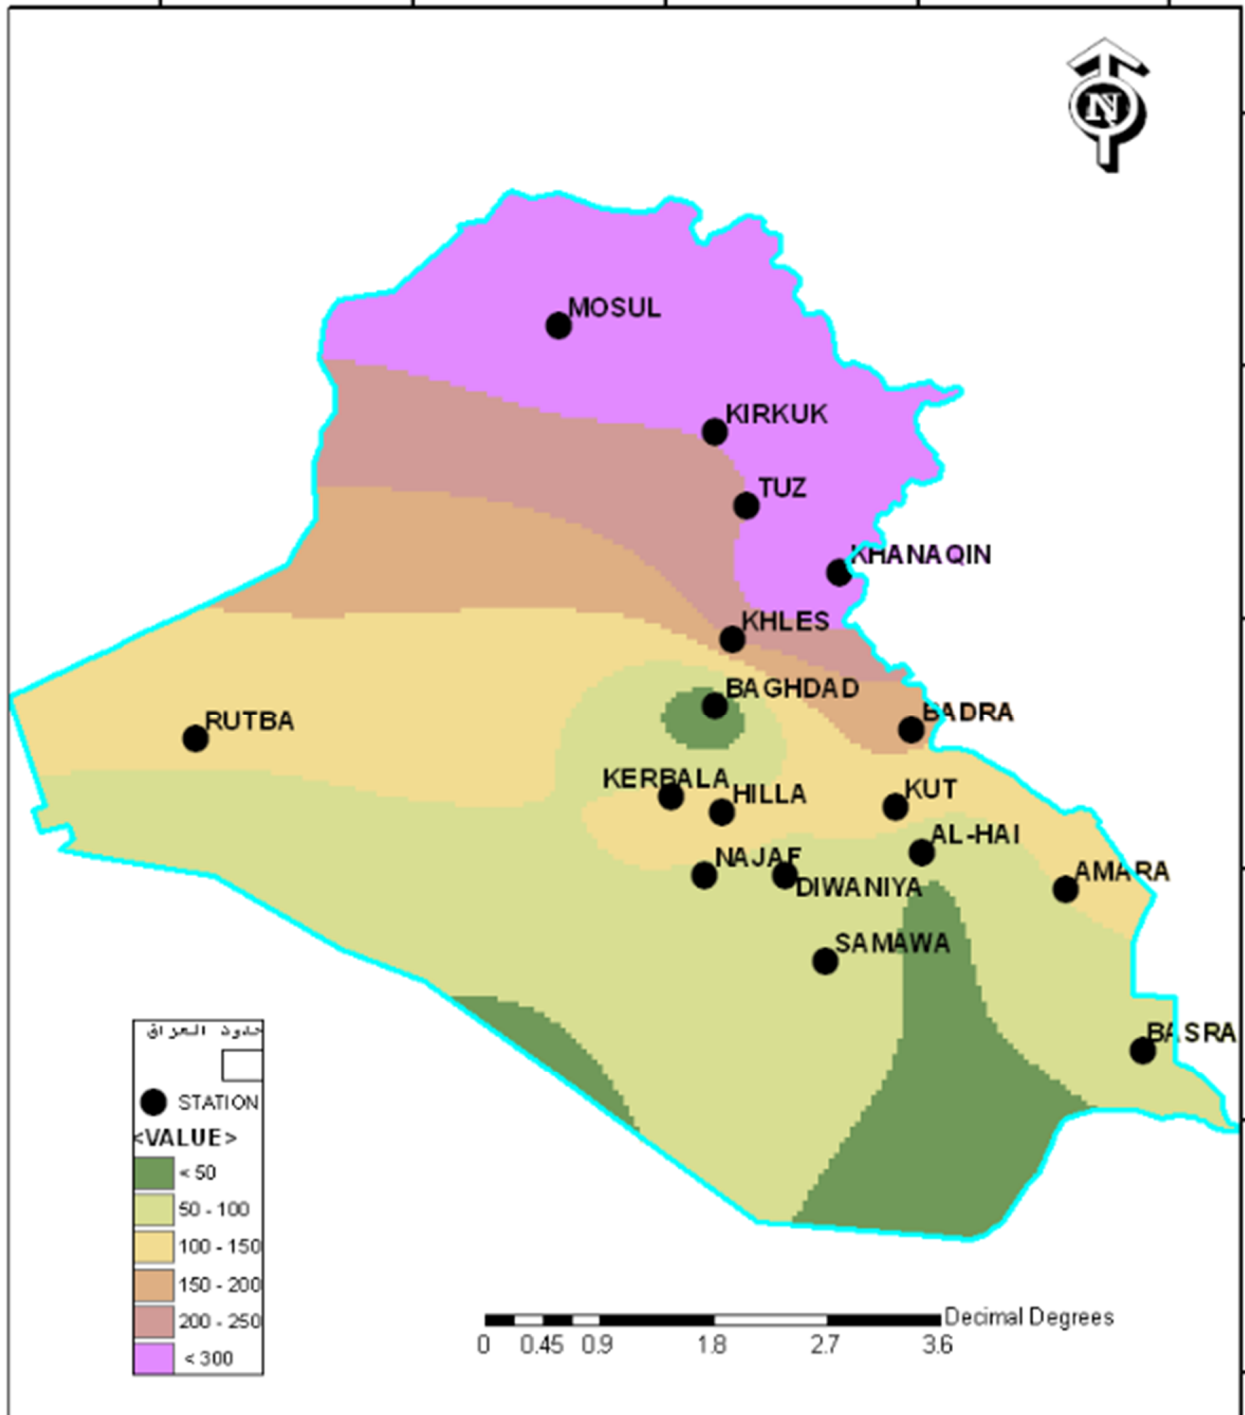 N
MOSUL
KIRKUK
TUZ
KHANAQIN
KHLES
BAGHDAD
RUTBA
BADRA
KERBALA
HILLA
KUT
AL-HAI
NAJAF
DIWANIYA
AMARA
SAMAWA
BASRA
حدود العراق
STATION
<VALUE>
< 50
50 - 100
100 - 150
150 - 200
200 - 250
< 300
Decimal Degrees
0 0.45 0.9 1.8 2.7 3.6